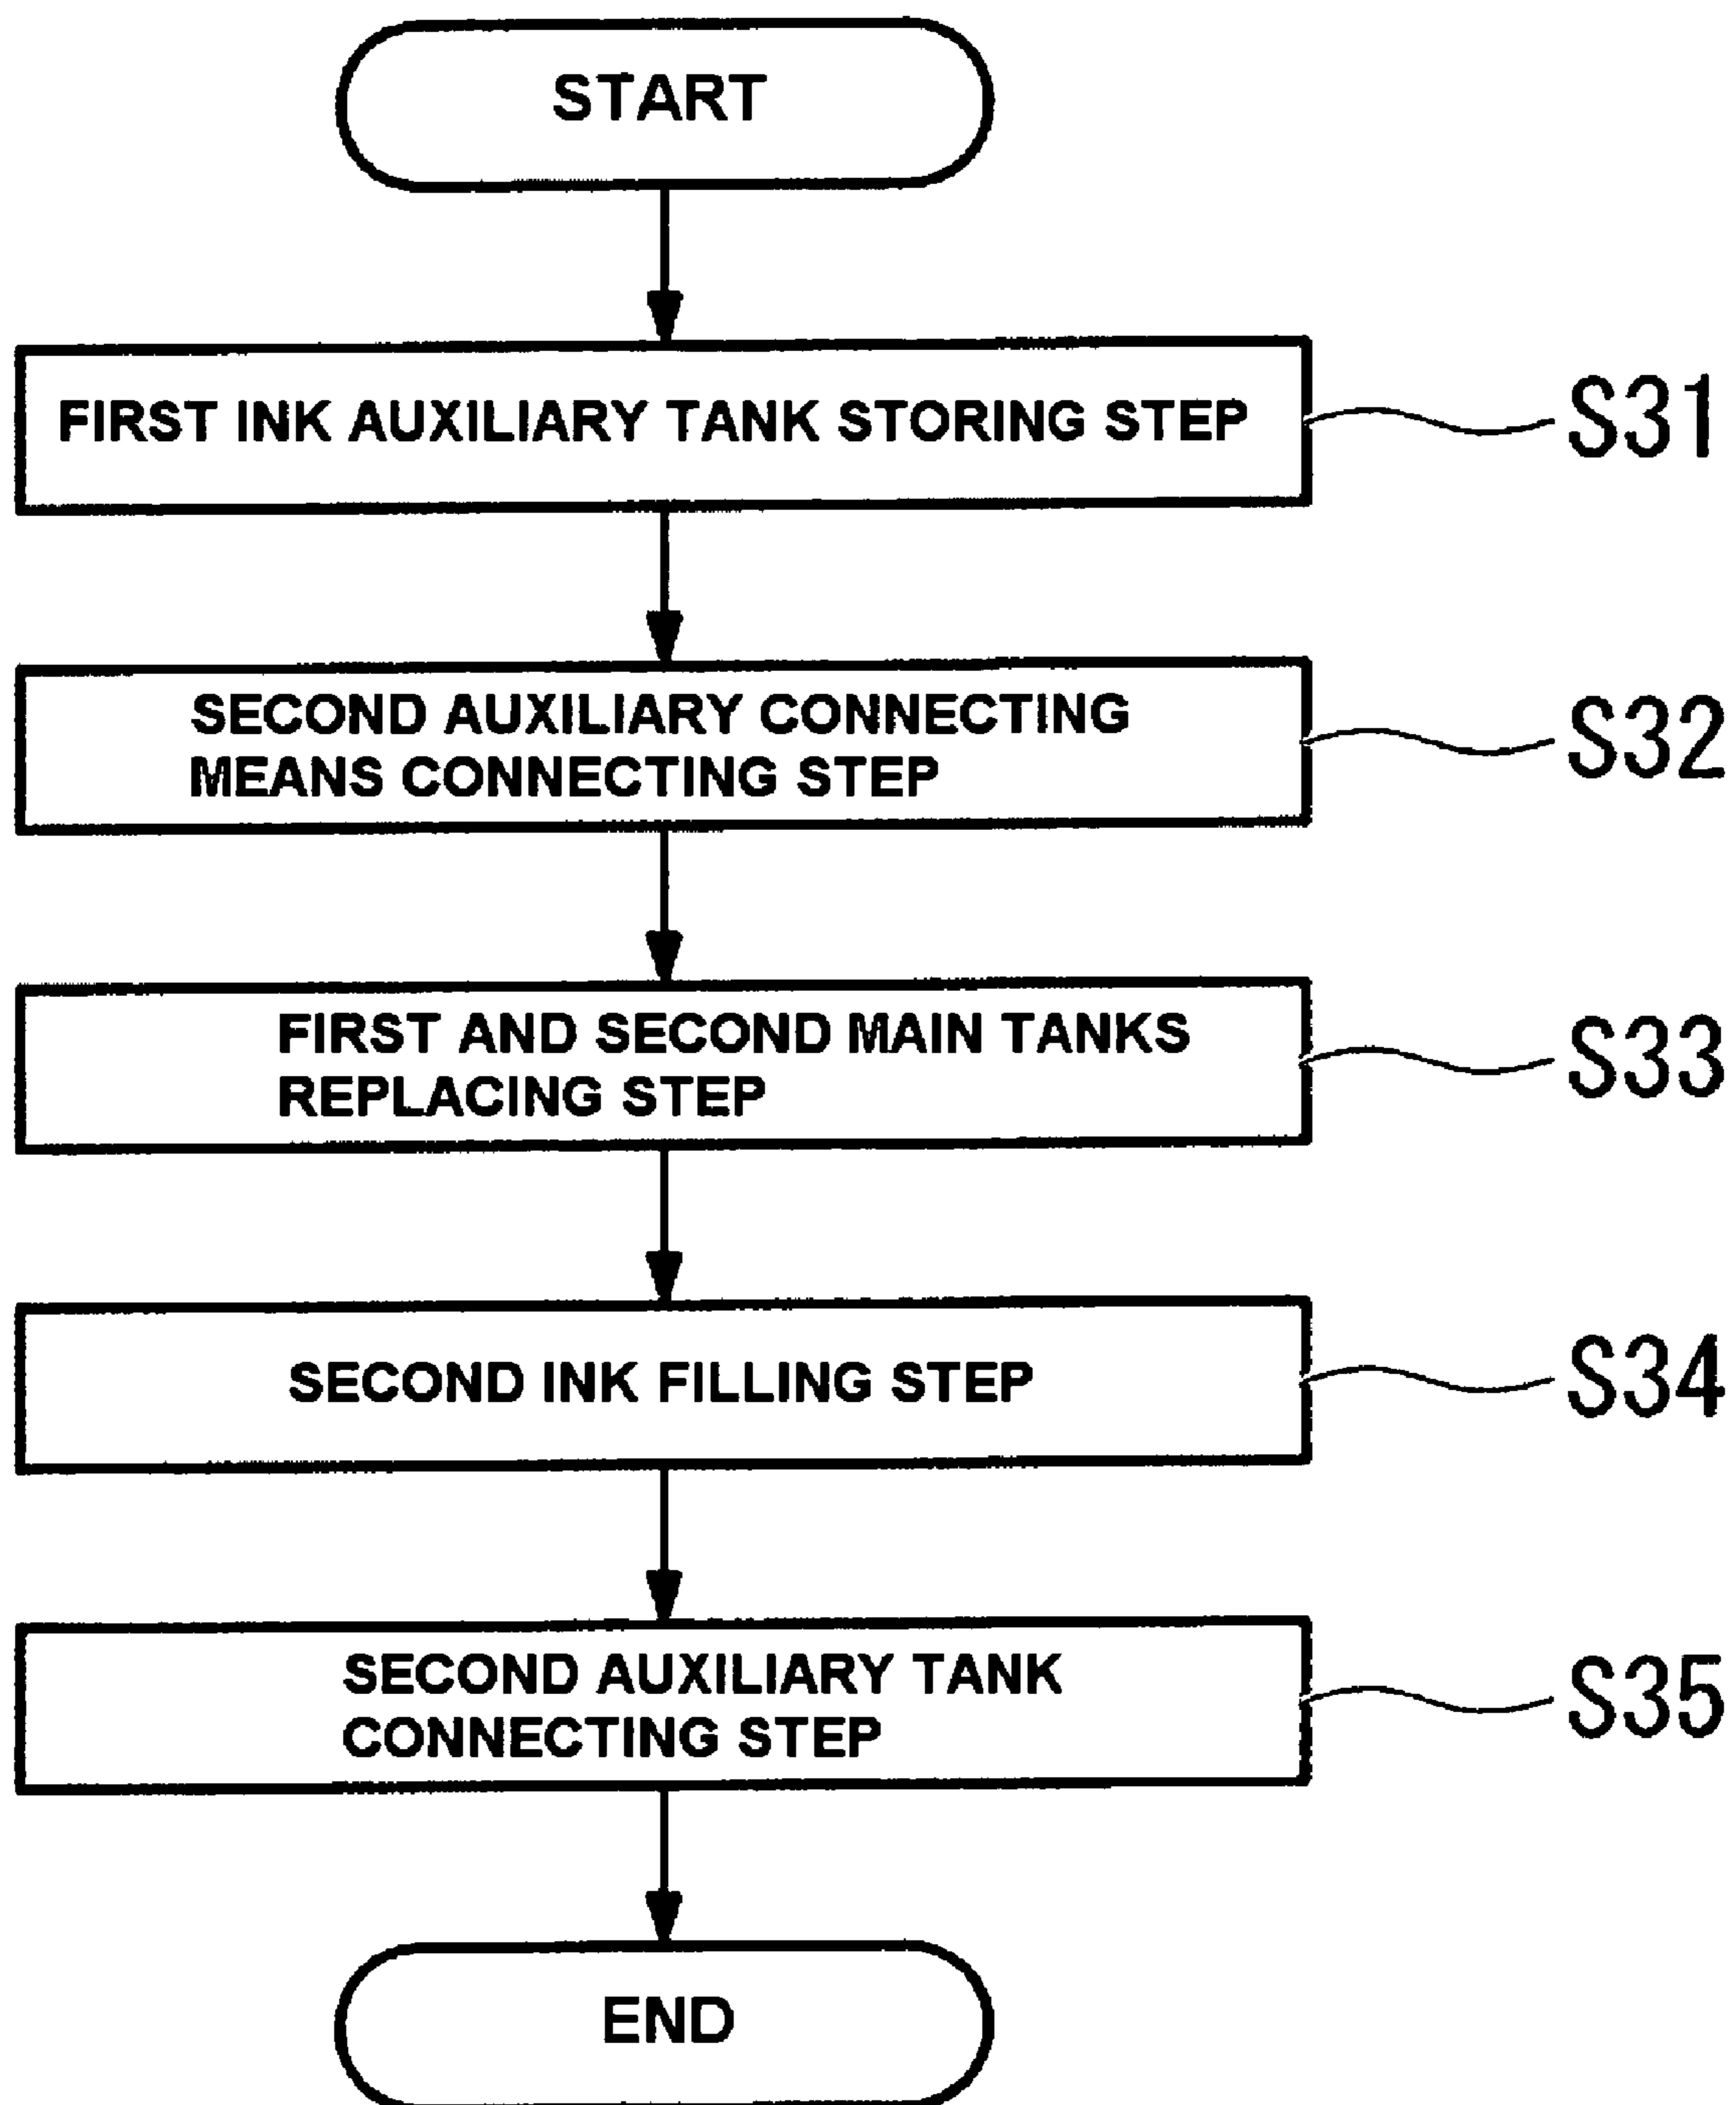 START
FIRST INK AUXILIARY TANK STORING STEP
S31
SECOND AUXILIARY CONNECTING
MEANS CONNECTING STEP
S32
FIRST AND SECOND MAIN TANKS
REPLACING STEP
S33
SECOND INK FILLING STEP
S34
SECOND AUXILIARY TANK
CONNECTING STEP
S35
END